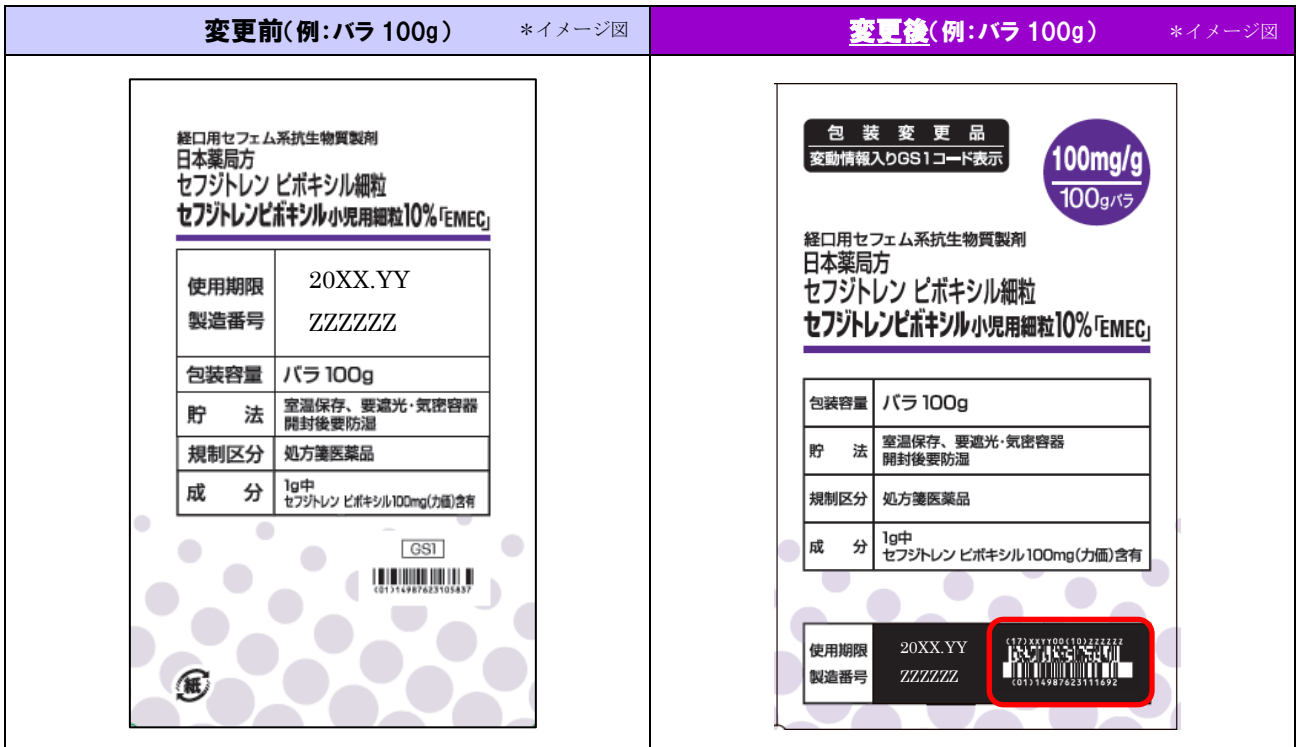 変更前(例:バラ 100g) *イメージ図
経口用セフェム系抗生物質製剤
日本薬局方
セフジトレン ピボキシル細粒
セフジトレンピボキシル小児用細粒10%「EMEC」
使用期限 20XX.YY
製造番号 ZZZZZZ
包装容量 バラ100g
貯 法 室温保存、要遮光・気密容器
開封後要防湿
規制区分 処方箋医薬品
成 分 1g中
セフジトレン ピボキシル100mg(力価)含有
GS1
(01)14987623105837
紙
変更後(例:バラ 100g) *イメージ図
包装変更品
変動情報入りGS1コード表示
100mg/g
100gバラ
経口用セフェム系抗生物質製剤
日本薬局方
セフジトレン ピボキシル細粒
セフジトレンピボキシル小児用細粒10%「EMEC」
包装容量 バラ100g
貯 法 室温保存、要遮光・気密容器
開封後要防湿
規制区分 処方箋医薬品
成 分 1g中
セフジトレン ピボキシル100mg(力価)含有
使用期限 20XX.YY
製造番号 ZZZZZZ
(17)XXYY00(10)ZZZZZZ
(01)14987623111692